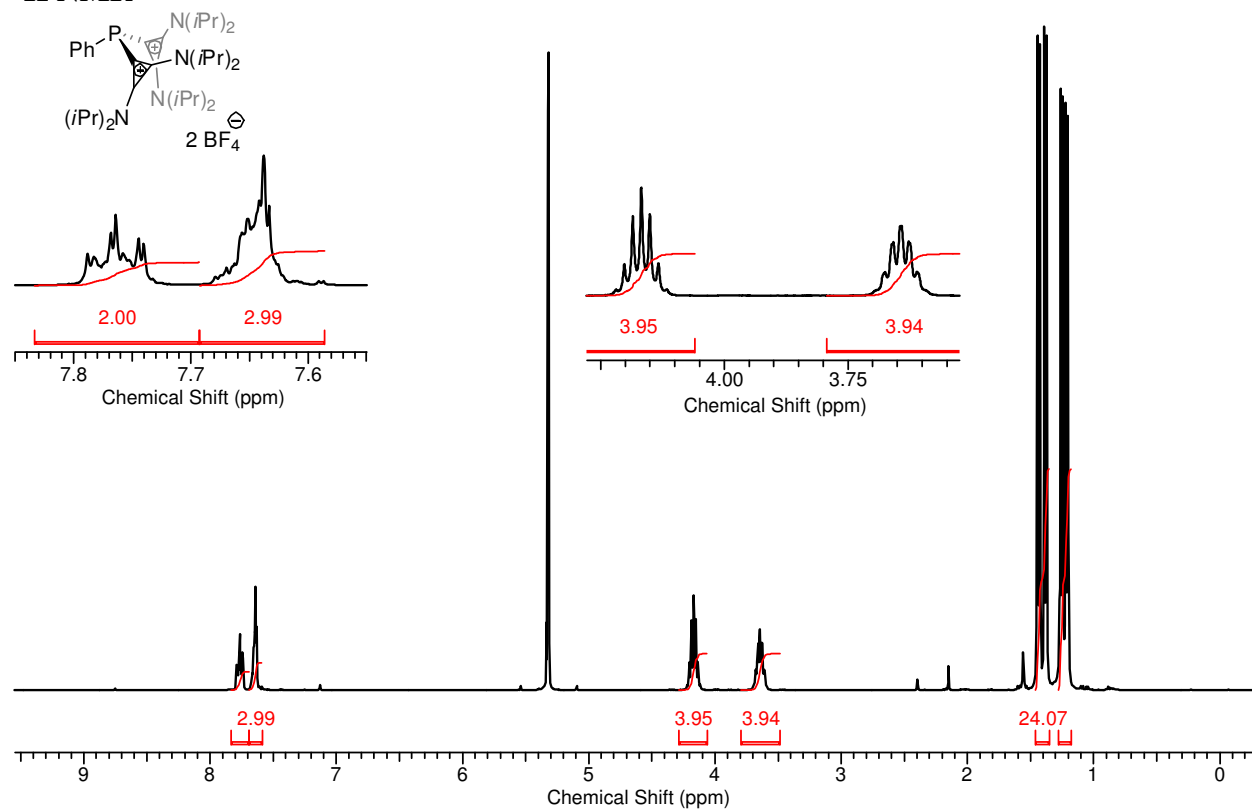 N(iPr)2
P
Ph
N(iPr)2
N(iPr)2
(iPr)2N
2 BF4
2.00
2.99
3.95
3.94
7.8
7.7
7.6
Chemical Shift (ppm)
4.00
3.75
Chemical Shift (ppm)
2.99
3.95
3.94
24.07
9
8
7
6
5
4
3
2
1
0
Chemical Shift (ppm)